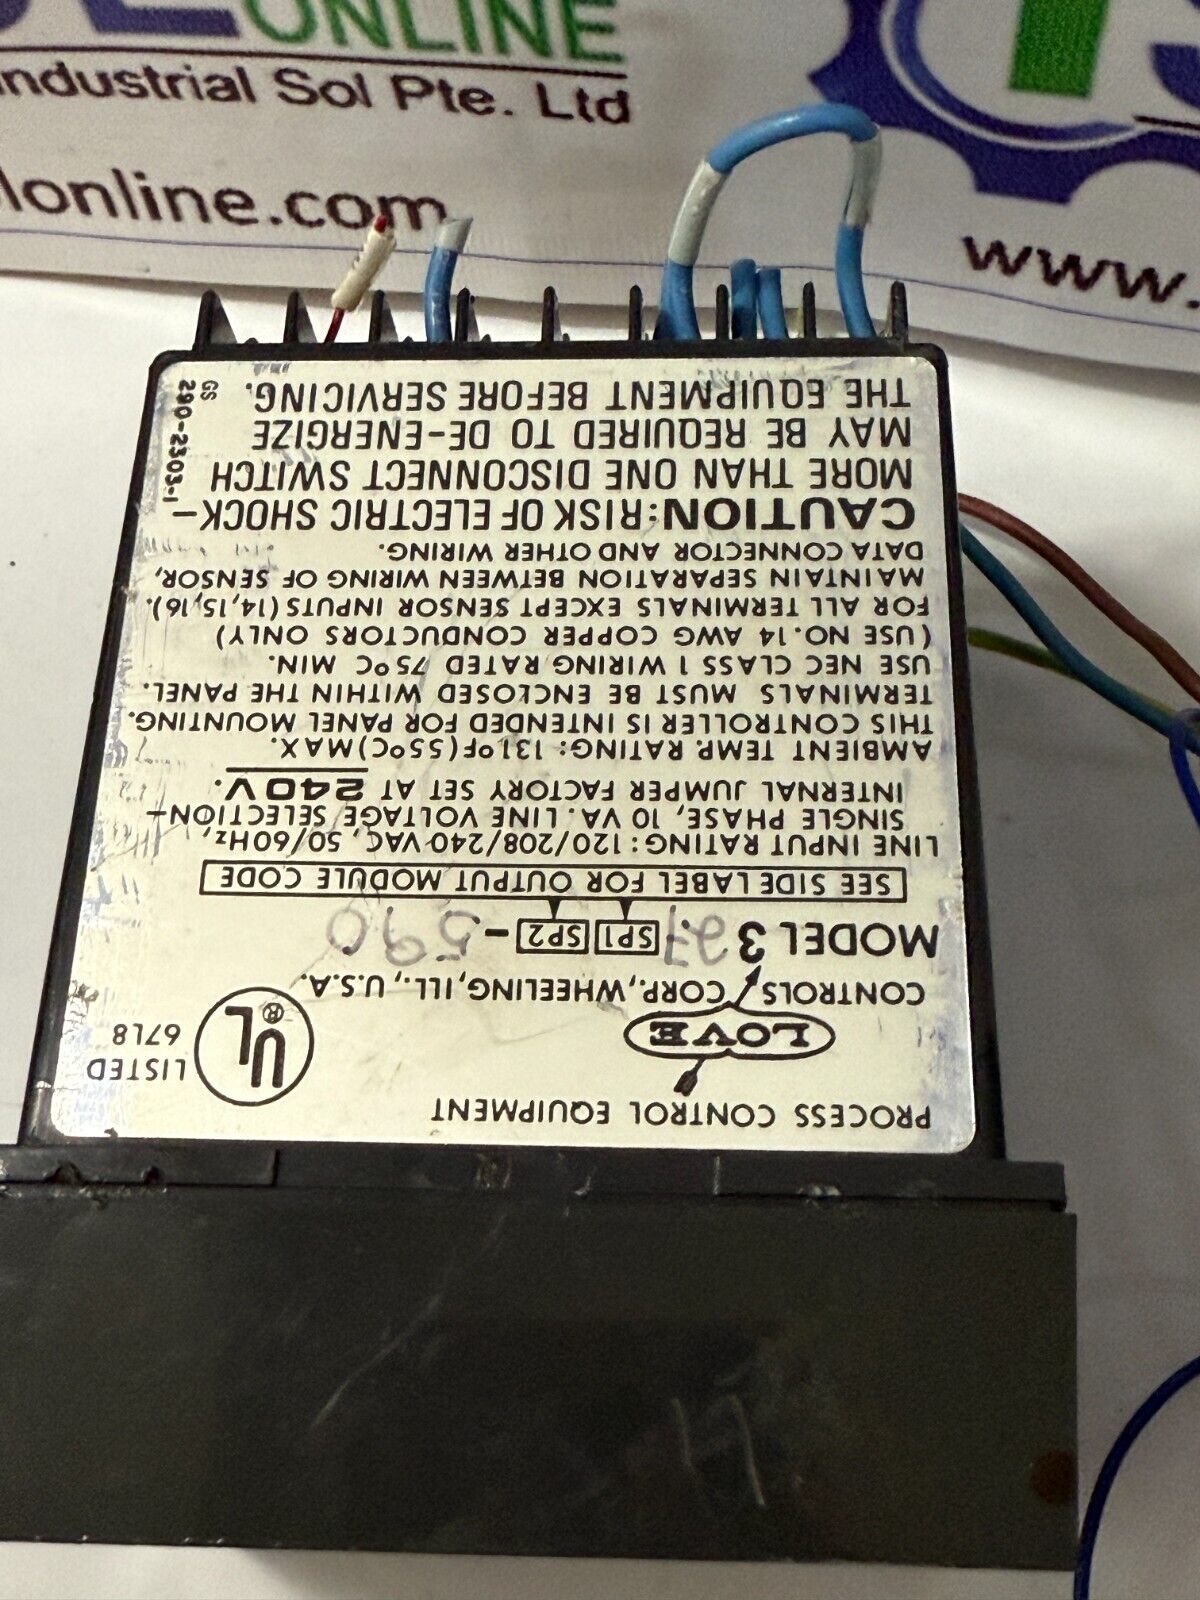 ONLINE
Industrial Sol Pte. Ltd
lonline.com
www.
PROCESS CONTROL EQUIPMENT
LOVE
CONTROLS CORP., WHEELING, ILL., U.S.A.
UL®
LISTED
67L8
MODEL 3 27 SP1 SP2 - 590
SEE SIDE LABEL FOR OUTPUT MODULE CODE
LINE INPUT RATING: 120/208/240 VAC, 50/60HZ,
SINGLE PHASE, 10 VA. LINE VOLTAGE SELECTION-
INTERNAL JUMPER FACTORY SET AT 240V.
AMBIENT TEMP. RATING: 131°F (55°C) MAX.
THIS CONTROLLER IS INTENDED FOR PANEL MOUNTING.
TERMINALS MUST BE ENCLOSED WITHIN THE PANEL.
USE NEC CLASS 1 WIRING RATED 75°C MIN.
(USE NO. 14 AWG COPPER CONDUCTORS ONLY)
FOR ALL TERMINALS EXCEPT SENSOR INPUTS (14,15,16).
MAINTAIN SEPARATION BETWEEN WIRING OF SENSOR,
DATA CONNECTOR AND OTHER WIRING.
CAUTION: RISK OF ELECTRIC SHOCK-
MORE THAN ONE DISCONNECT SWITCH
MAY BE REQUIRED TO DE-ENERGIZE
THE EQUIPMENT BEFORE SERVICING.
GS
290-2303-1